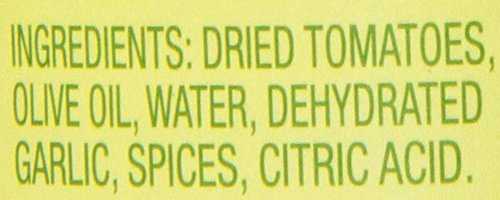 INGREDIENTS: DRIED TOMATOES,
OLIVE OIL, WATER, DEHYDRATED
GARLIC, SPICES, CITRIC ACID.